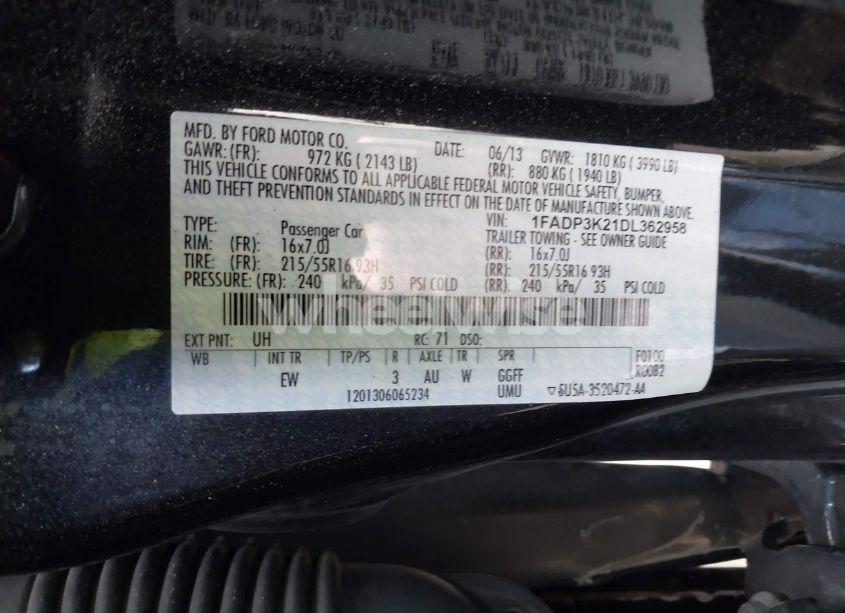 MFD. BY FORD MOTOR CO. DATE: 06/13 GVWR: 1810 KG ( 3990 LB)
GAWR: (FR): 972 KG ( 2143 LB) (RR): 880 KG ( 1940 LB)
THIS VEHICLE CONFORMS TO ALL APPLICABLE FEDERAL MOTOR VEHICLE SAFETY, BUMPER,
AND THEFT PREVENTION STANDARDS IN EFFECT ON THE DATE OF MANUFACTURE SHOWN ABOVE.
VIN: 1FADP3K21DL362958
TYPE: Passenger Car TRAILER TOWING - SEE OWNER GUIDE
RIM: (FR): 16x7.0J (RR): 16x7.0J
TIRE: (FR): 215/55R16 93H (RR): 215/55R16 93H
PRESSURE: (FR): 240 kPa/ 35 PSI COLD (RR): 240 kPa/ 35 PSI COLD
wheelwise
EXT PNT: UH RC: 71 DSO:
WB INT TR TP/PS R AXLE TR SPR F0100
EW 3 AU W GGFF R0082
1201306065234 UMU 5U5A-3520472-AA